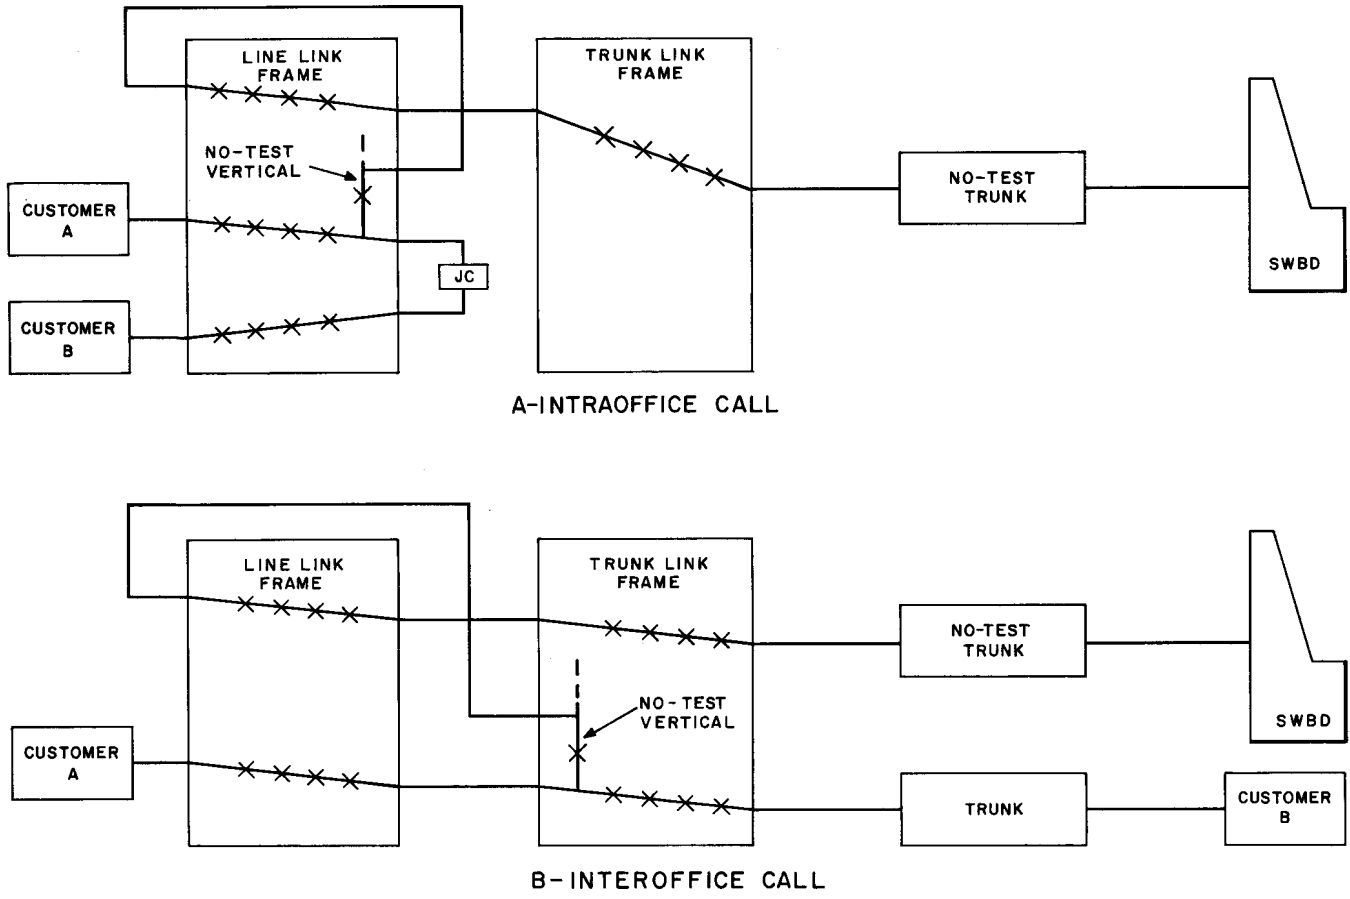 LINE LINK
FRAME
TRUNK LINK
FRAME
NO-TEST
VERTICAL
CUSTOMER
A
NO-TEST
TRUNK
SWBD
JC
CUSTOMER
B
A-INTRAOFFICE CALL
LINE LINK
FRAME
TRUNK LINK
FRAME
NO-TEST
TRUNK
NO-TEST
VERTICAL
SWBD
CUSTOMER
A
TRUNK
CUSTOMER
B
B-INTEROFFICE CALL